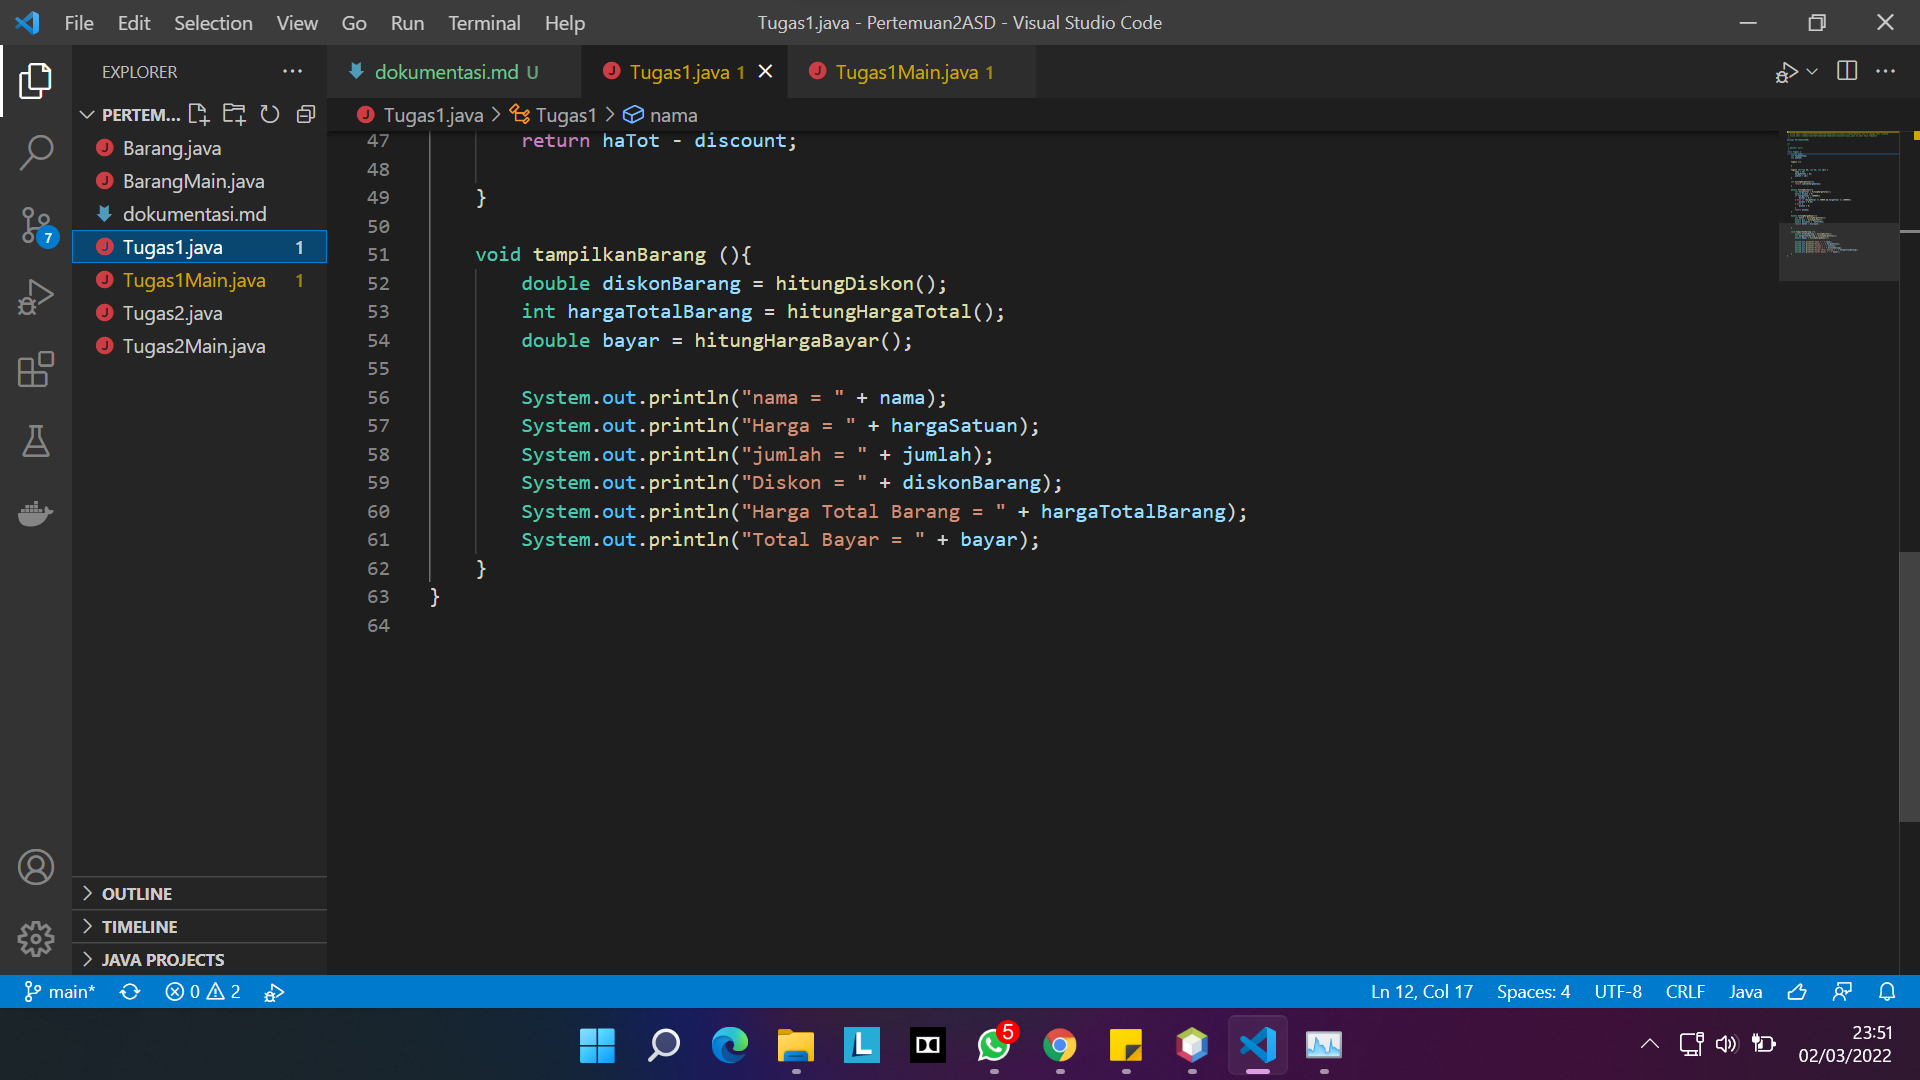 File Edit Selection View Go Run Terminal Help
Tugas1.java - Pertemuan2ASD - Visual Studio Code
EXPLORER
dokumentasi.md U
Tugas1.java 1
Tugas1Main.java 1
PERTEM...
Tugas1.java > Tugas1 > nama
Barang.java
BarangMain.java
dokumentasi.md
Tugas1.java 1
Tugas1Main.java 1
Tugas2.java
Tugas2Main.java
7
47 return haTot - discount;
48
49 }
50
51 void tampilkanBarang (){
52 double diskonBarang = hitungDiskon();
53 int hargaTotalBarang = hitungHargaTotal();
54 double bayar = hitungHargaBayar();
55
56 System.out.println("nama = " + nama);
57 System.out.println("Harga = " + hargaSatuan);
58 System.out.println("jumlah = " + jumlah);
59 System.out.println("Diskon = " + diskonBarang);
60 System.out.println("Harga Total Barang = " + hargaTotalBarang);
61 System.out.println("Total Bayar = " + bayar);
62 }
63 }
64
OUTLINE
TIMELINE
JAVA PROJECTS
main* 0 2
Ln 12, Col 17 Spaces: 4 UTF-8 CRLF Java
L
5
23:51
02/03/2022